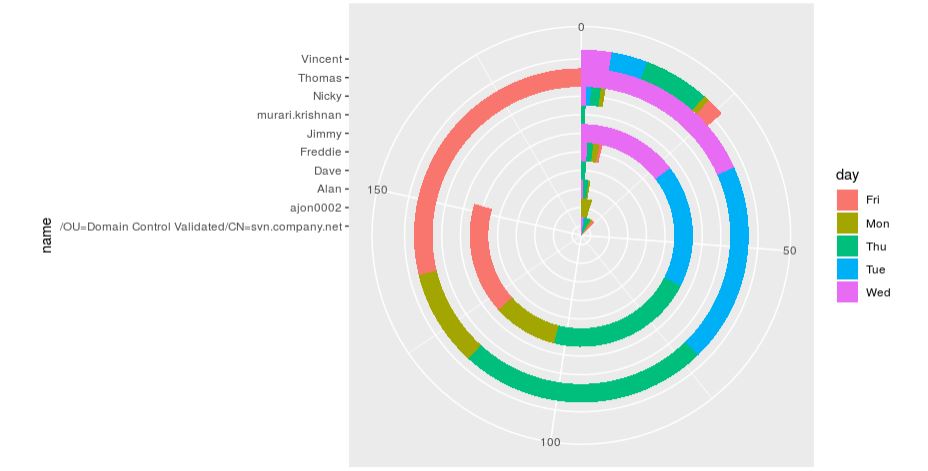 0
Vincent
Thomas
Nicky
murari.krishnan
Jimmy
Freddie
Dave
Alan
150
ajon0002
/OU=Domain Control Validated/CN=svn.company.net
name
50
100
day
Fri
Mon
Thu
Tue
Wed